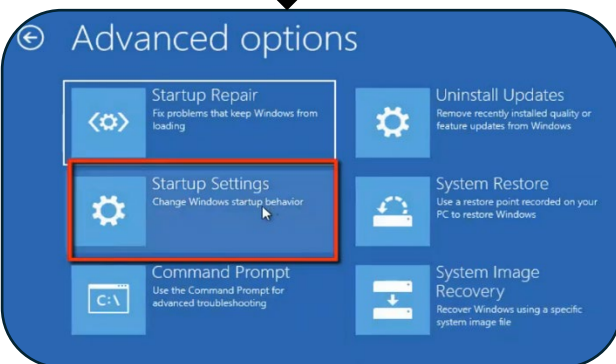 Advanced options
Startup Repair
Fix problems that keep Windows from
loading
Uninstall Updates
Remove recently installed quality or
feature updates from Windows
Startup Settings
Change Windows startup behavior
System Restore
Use a restore point recorded on your
PC to restore Windows
Command Prompt
Use the Command Prompt for
advanced troubleshooting
C:\
System Image
Recovery
Recover Windows using a specific
system image file